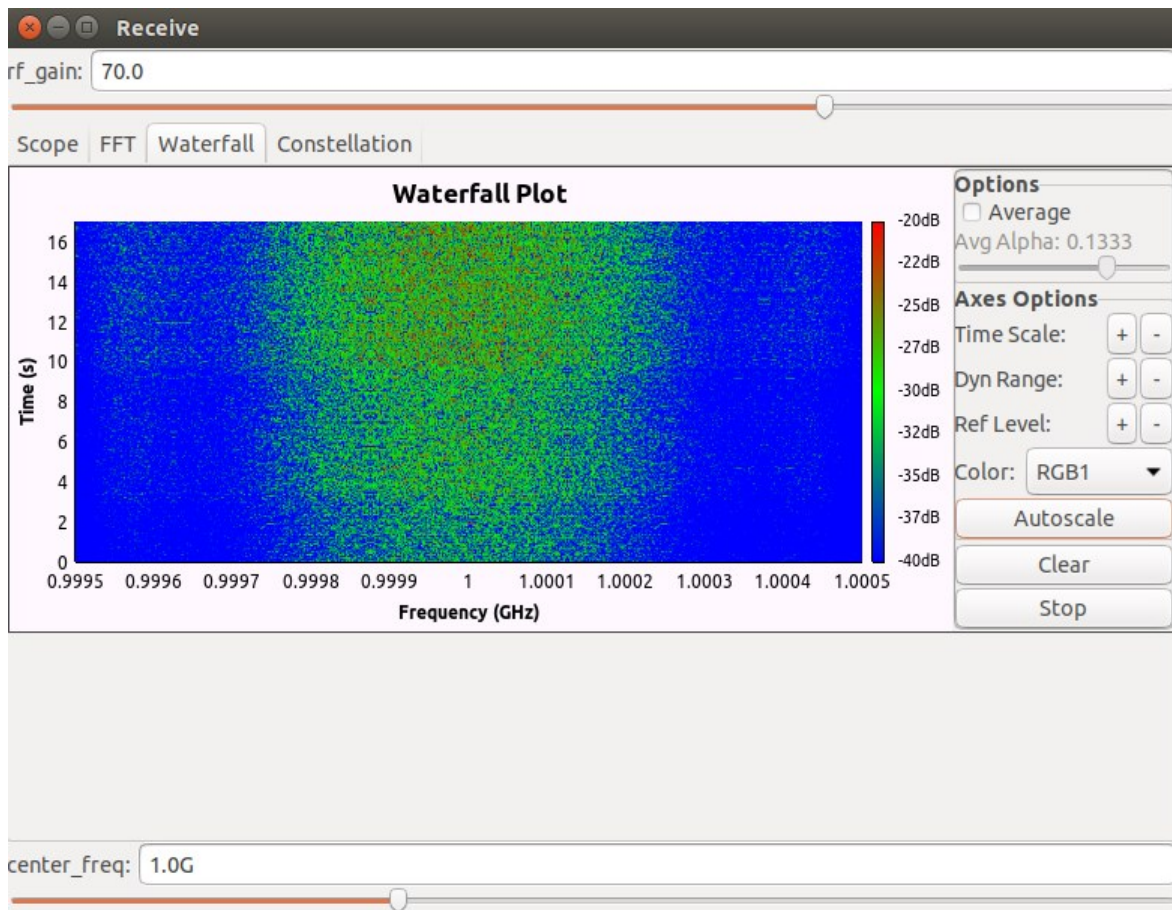 Receive
rf_gain: 70.0
Scope FFT Waterfall Constellation
Waterfall Plot
Time (s)
16
14
12
10
8
6
4
2
0
0.9995 0.9996 0.9997 0.9998 0.9999 1 1.0001 1.0002 1.0003 1.0004 1.0005
Frequency (GHz)
-20dB
-22dB
-25dB
-27dB
-30dB
-32dB
-35dB
-37dB
-40dB
Options
Average
Avg Alpha: 0.1333
Axes Options
Time Scale: + -
Dyn Range: + -
Ref Level: + -
Color: RGB1
Autoscale
Clear
Stop
center_freq: 1.0G